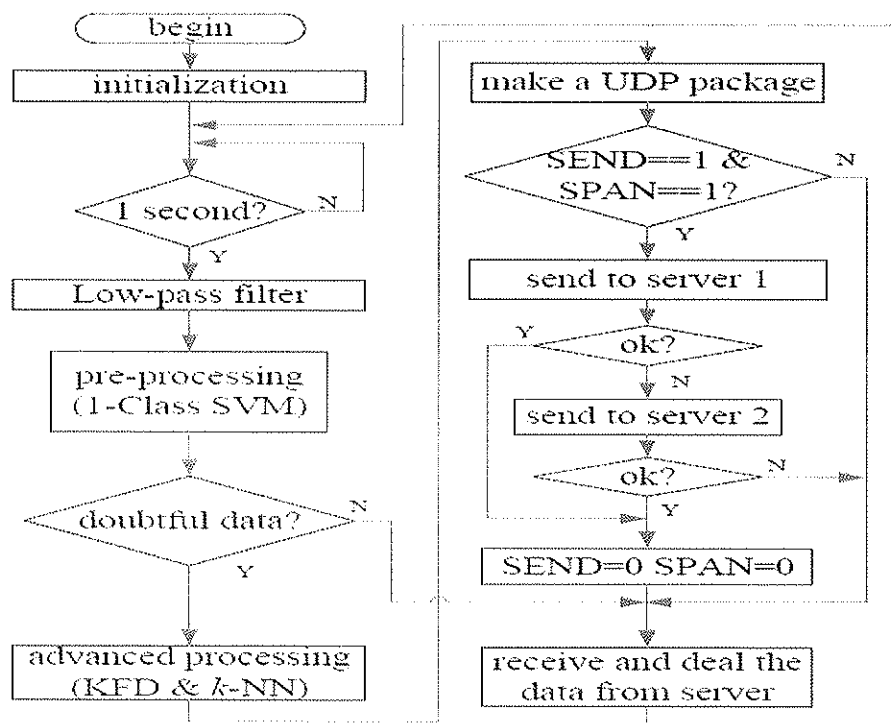 begin
initialization
1 second?
N
Y
Low-pass filter
pre-processing
(1-Class SVM)
doubtful data?
N
Y
advanced processing
(KFD & k-NN)
make a UDP package
SEND==1 &
SPAN==1?
N
Y
send to server 1
Y
ok?
N
send to server 2
ok?
N
Y
SEND=0 SPAN=0
receive and deal the
data from server